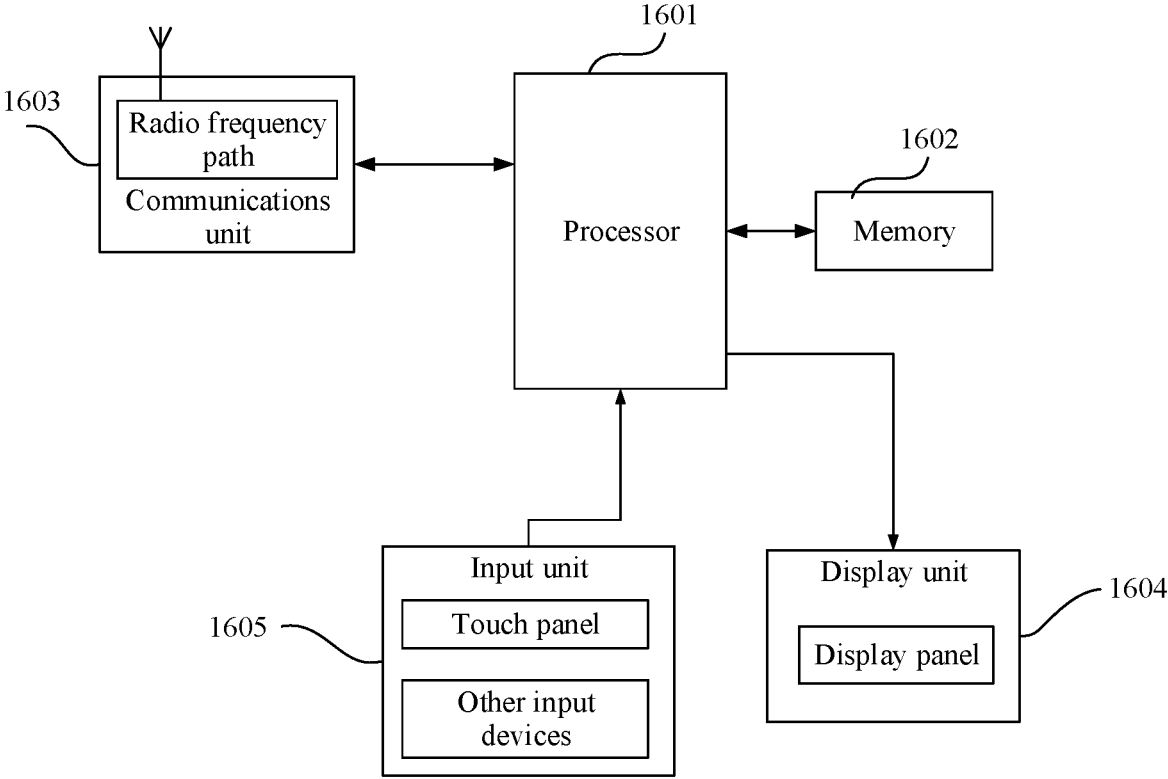 1601
1603
Radio frequency
path
Communications
unit
1602
Processor
Memory
Input unit
Touch panel
Other input
devices
1605
Display unit
Display panel
1604